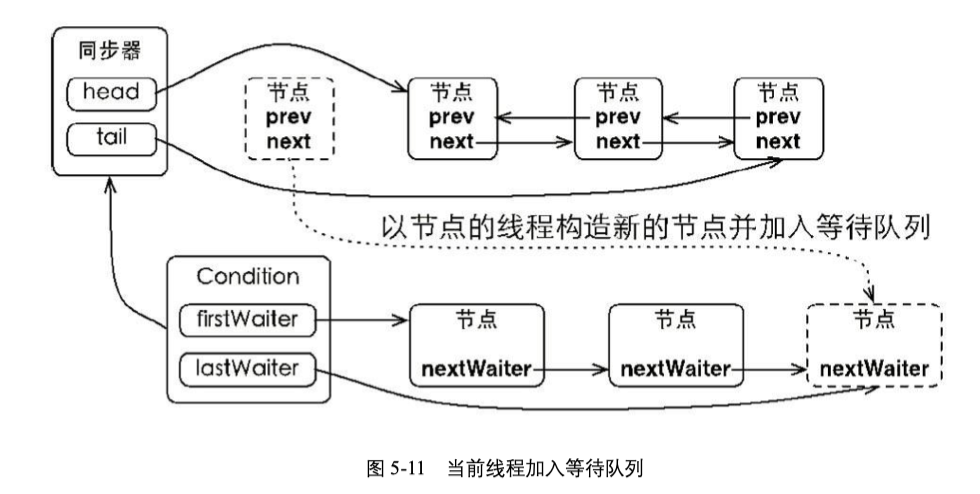 同步器
head
tail
节点
prev
next
节点
prev
next
节点
prev
next
节点
prev
next
以节点的线程构造新的节点并加入等待队列
Condition
firstWaiter
lastWaiter
节点
nextWaiter
节点
nextWaiter
节点
nextWaiter
图 5-11 当前线程加入等待队列